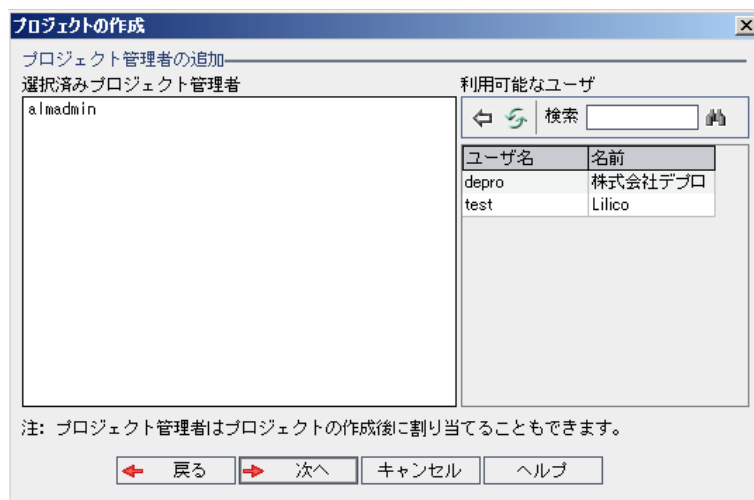 プロジェクトの作成
プロジェクト管理者の追加
選択済みプロジェクト管理者
almadmin
利用可能なユーザ
検索
ユーザ名 名前
depro 株式会社デプロ
test Lilico
注: プロジェクト管理者はプロジェクトの作成後に割り当てることもできます。
戻る 次へ キャンセル ヘルプ